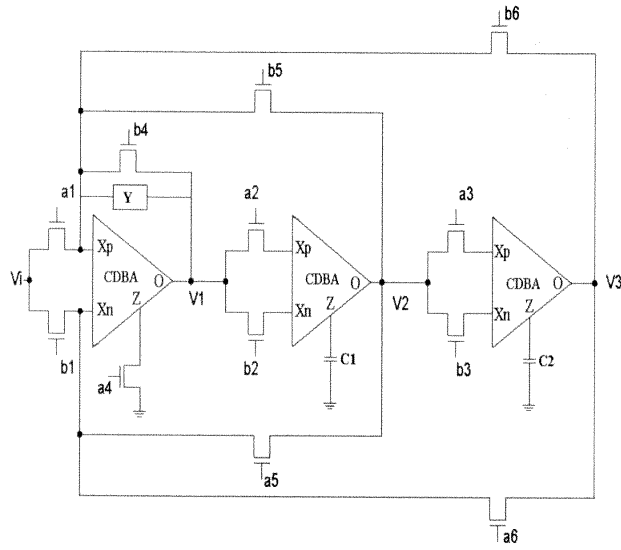 b6
b5
b4
Y
a1
a2
a3
Xp
Xp
Xp
Vi
CDBA
O
V1
CDBA
O
V2
CDBA
O
V3
Z
Z
Z
Xn
Xn
Xn
b1
a4
b2
C1
b3
C2
a5
a6